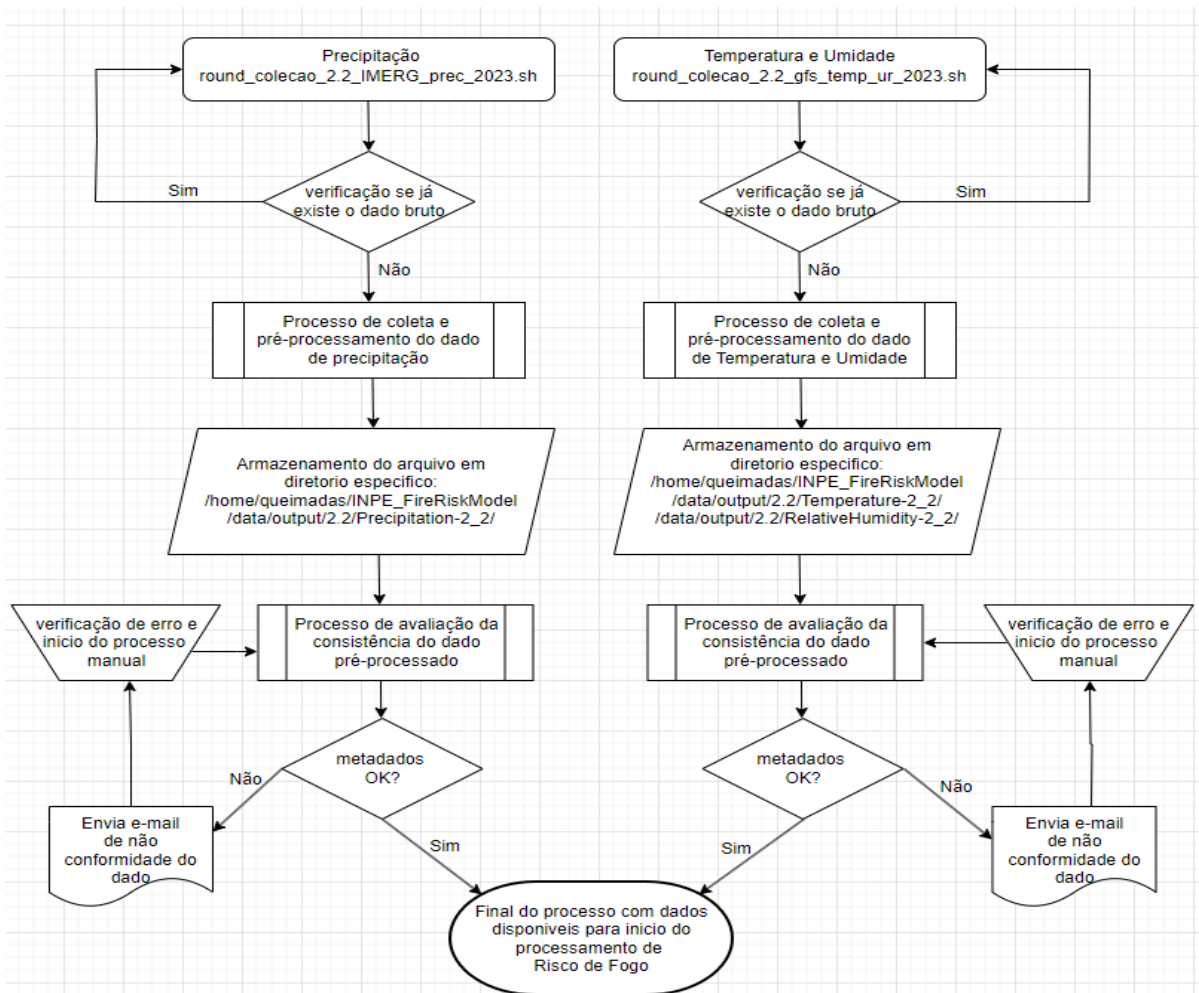 Precipitação
round_colecao_2.2_IMERG_prec_2023.sh
Sim
verificação se já
existe o dado bruto
Não
Processo de coleta e
pré-processamento do dado
de precipitação
Armazenamento do arquivo em
diretorio especifico:
/home/queimadas/INPE_FireRiskModel
/data/output/2.2/Precipitation-2_2/
verificação de erro e
inicio do processo
manual
Processo de avaliação da
consistência do dado
pré-processado
metadados
OK?
Não
Envia e-mail
de não
conformidade do
dado
Sim
Temperatura e Umidade
round_colecao_2.2_gfs_temp_ur_2023.sh
verificação se já
existe o dado bruto
Sim
Não
Processo de coleta e
pré-processamento do dado
de Temperatura e Umidade
Armazenamento do arquivo em
diretorio especifico:
/home/queimadas/INPE_FireRiskModel
/data/output/2.2/Temperature-2_2/
/data/output/2.2/RelativeHumidity-2_2/
Processo de avaliação da
consistência do dado
pré-processado
verificação de erro e
inicio do processo
manual
metadados
OK?
Não
Envia e-mail
de não
conformidade do
dado
Sim
Final do processo com dados
disponiveis para inicio do
processamento de
Risco de Fogo